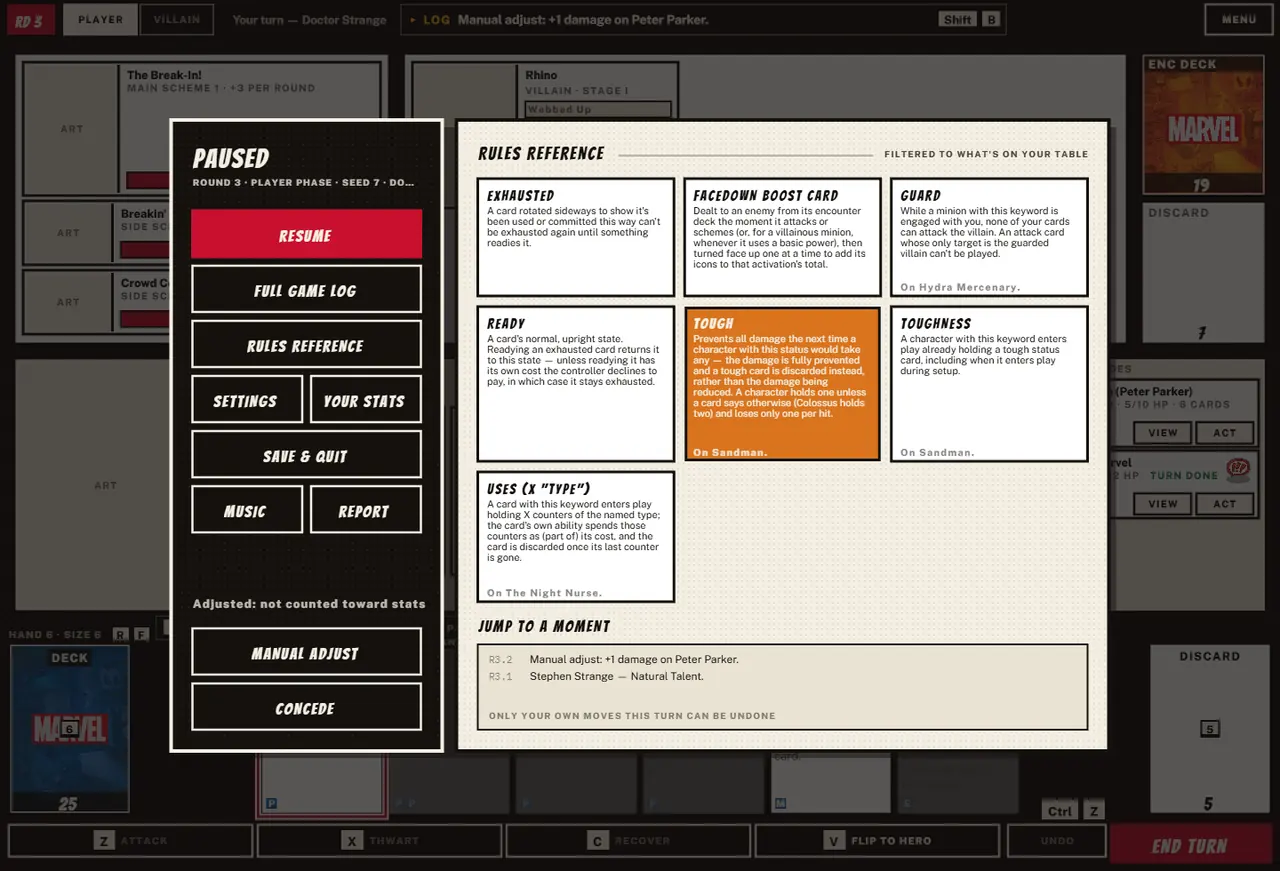 RD 3
PLAYER
VILLAIN
Your turn — Doctor Strange
▸ LOG Manual adjust: +1 damage on Peter Parker.
Shift B
MENU
The Break-In!
MAIN SCHEME 1 · +3 PER ROUND
ART
Rhino
VILLAIN · STAGE I
Webbed Up
ENC DECK
MARVEL
19
Breakin'
SIDE SC
ART
DISCARD
7
Crowd C
SIDE SC
ART
PAUSED
ROUND 3 · PLAYER PHASE · SEED 7 · DO...
RESUME
FULL GAME LOG
RULES REFERENCE
SETTINGS
YOUR STATS
SAVE & QUIT
MUSIC
REPORT
Adjusted: not counted toward stats
MANUAL ADJUST
CONCEDE
RULES REFERENCE
FILTERED TO WHAT'S ON YOUR TABLE
EXHAUSTED
A card rotated sideways to show it's
been used or committed this way can't
be exhausted again until something
readies it.
FACEDOWN BOOST CARD
Dealt to an enemy from its encounter
deck the moment it attacks or
schemes (or, for a villainous minion,
whenever it uses a basic power), then
turned face up one at a time to add its
icons to that activation's total.
GUARD
While a minion with this keyword is
engaged with you, none of your cards
can attack the villain. An attack card
whose only target is the guarded
villain can't be played.
On Hydra Mercenary.
READY
A card's normal, upright state.
Readying an exhausted card returns it
to this state — unless readying it has
its own cost the controller declines to
pay, in which case it stays exhausted.
TOUGH
Prevents all damage the next time a
character with this status would take
any — the damage is fully prevented
and a tough card is discarded instead,
rather than the damage being
reduced. A character holds one unless
a card says otherwise (Colossus holds
two) and loses only one per hit.
On Sandman.
TOUGHNESS
A character with this keyword enters
play already holding a tough status
card, including when it enters play
during setup.
On Sandman.
USES (X "TYPE")
A card with this keyword enters play
holding X counters of the named type;
the card's own ability spends those
counters as (part of) its cost, and the
card is discarded once its last counter
is gone.
On The Night Nurse.
JUMP TO A MOMENT
R3.2 Manual adjust: +1 damage on Peter Parker.
R3.1 Stephen Strange — Natural Talent.
ONLY YOUR OWN MOVES THIS TURN CAN BE UNDONE
(Peter Parker)
5/10 HP · 6 CARDS
VIEW
ACT
rvel
HP TURN DONE
VIEW
ACT
ART
HAND 6 · SIZE 6 R F
DECK
MARVEL
6
25
card.
P
P P
P
M
E
DISCARD
5
5
Ctrl Z
Z ATTACK
X THWART
C RECOVER
V FLIP TO HERO
UNDO
END TURN